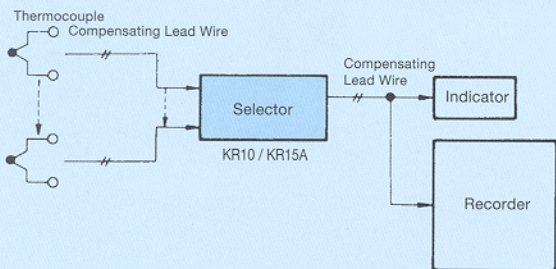 Thermocouple
Compensating Lead Wire
Compensating
Lead Wire
Selector
Indicator
KR10 / KR15A
Recorder